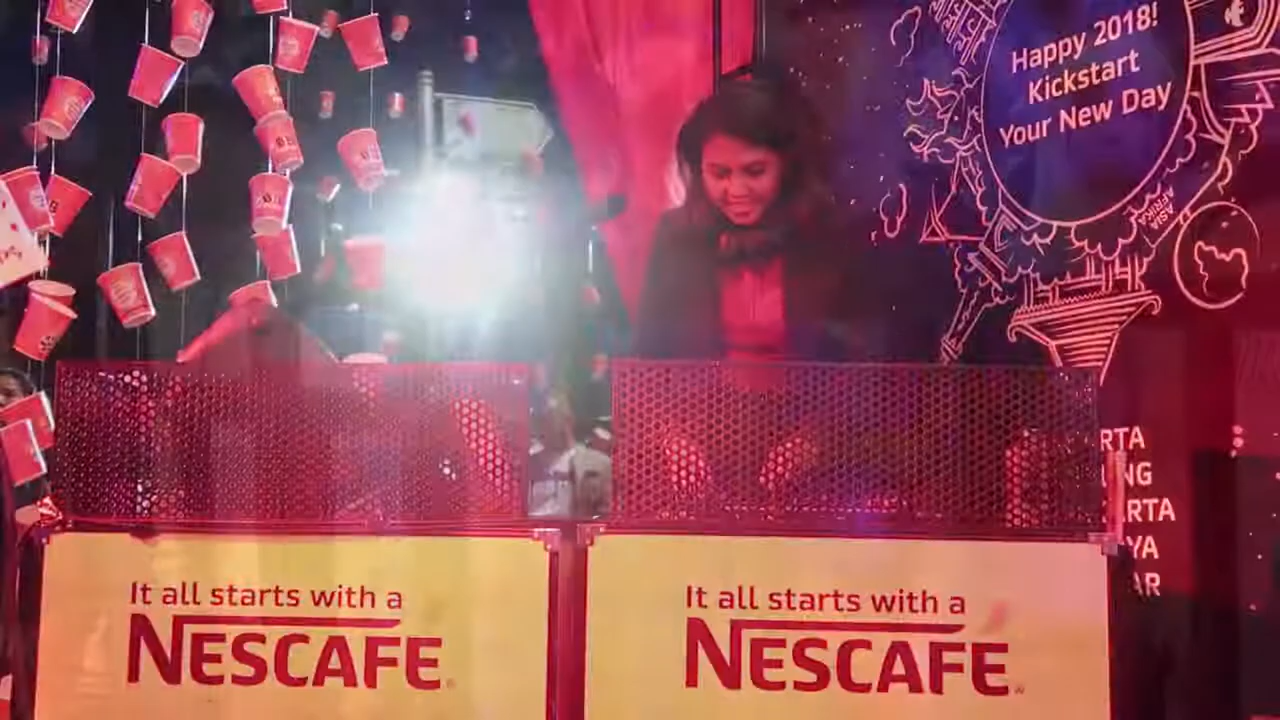 Happy 2018!
Kickstart
Your New Day
ASIA
AFRIKA
RTA
NG
RTA
YA
AR
It all starts with a
NESCAFE
It all starts with a
NESCAFE